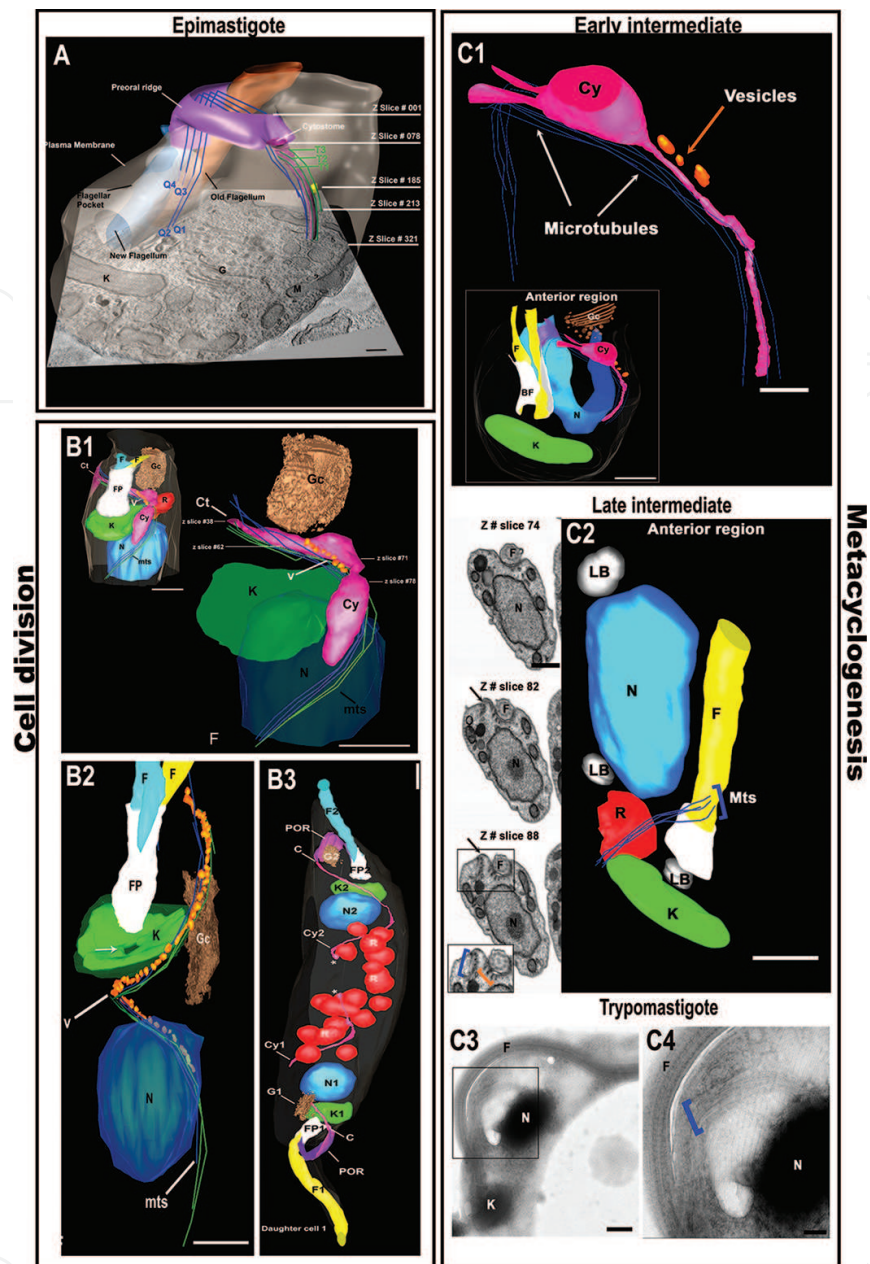 Epimastigote
A
Preoral ridge
Z Slice # 001
Cytostome
Z Slice # 078
Plasma Membrane
T3
Q4
Q3
Z Slice # 185
Flagellar
Pocket
Old Flagellum
Z Slice # 213
Q2
Q1
Z Slice # 321
New Flagellum
G
K
M
Cell division
B1
F
F
Gc
Ct
FP
V
R
K
Cy
N
mts
Gc
Ct
z slice #38
z slice #62
z slice #71
V
z slice #78
K
Cy
N
mts
F
B2
F
F
FP
K
Gc
V
N
mts
B3
F2
POR
G2
C
FP2
K2
N2
Cy2
R
*
R
*
R
Cy1
N1
G1
K1
FP1
C
POR
F1
Daughter cell 1
Metacyclogenesis
Early intermediate
C1
Cy
Vesicles
Microtubules
Anterior region
Gc
F
Cy
BF
N
K
Late intermediate
Z # slice 74
F
N
Z # slice 82
F
N
Z # slice 88
F
N
C2
Anterior region
LB
N
F
LB
Mts
R
LB
K
Trypomastigote
C3
F
N
K
C4
F
N